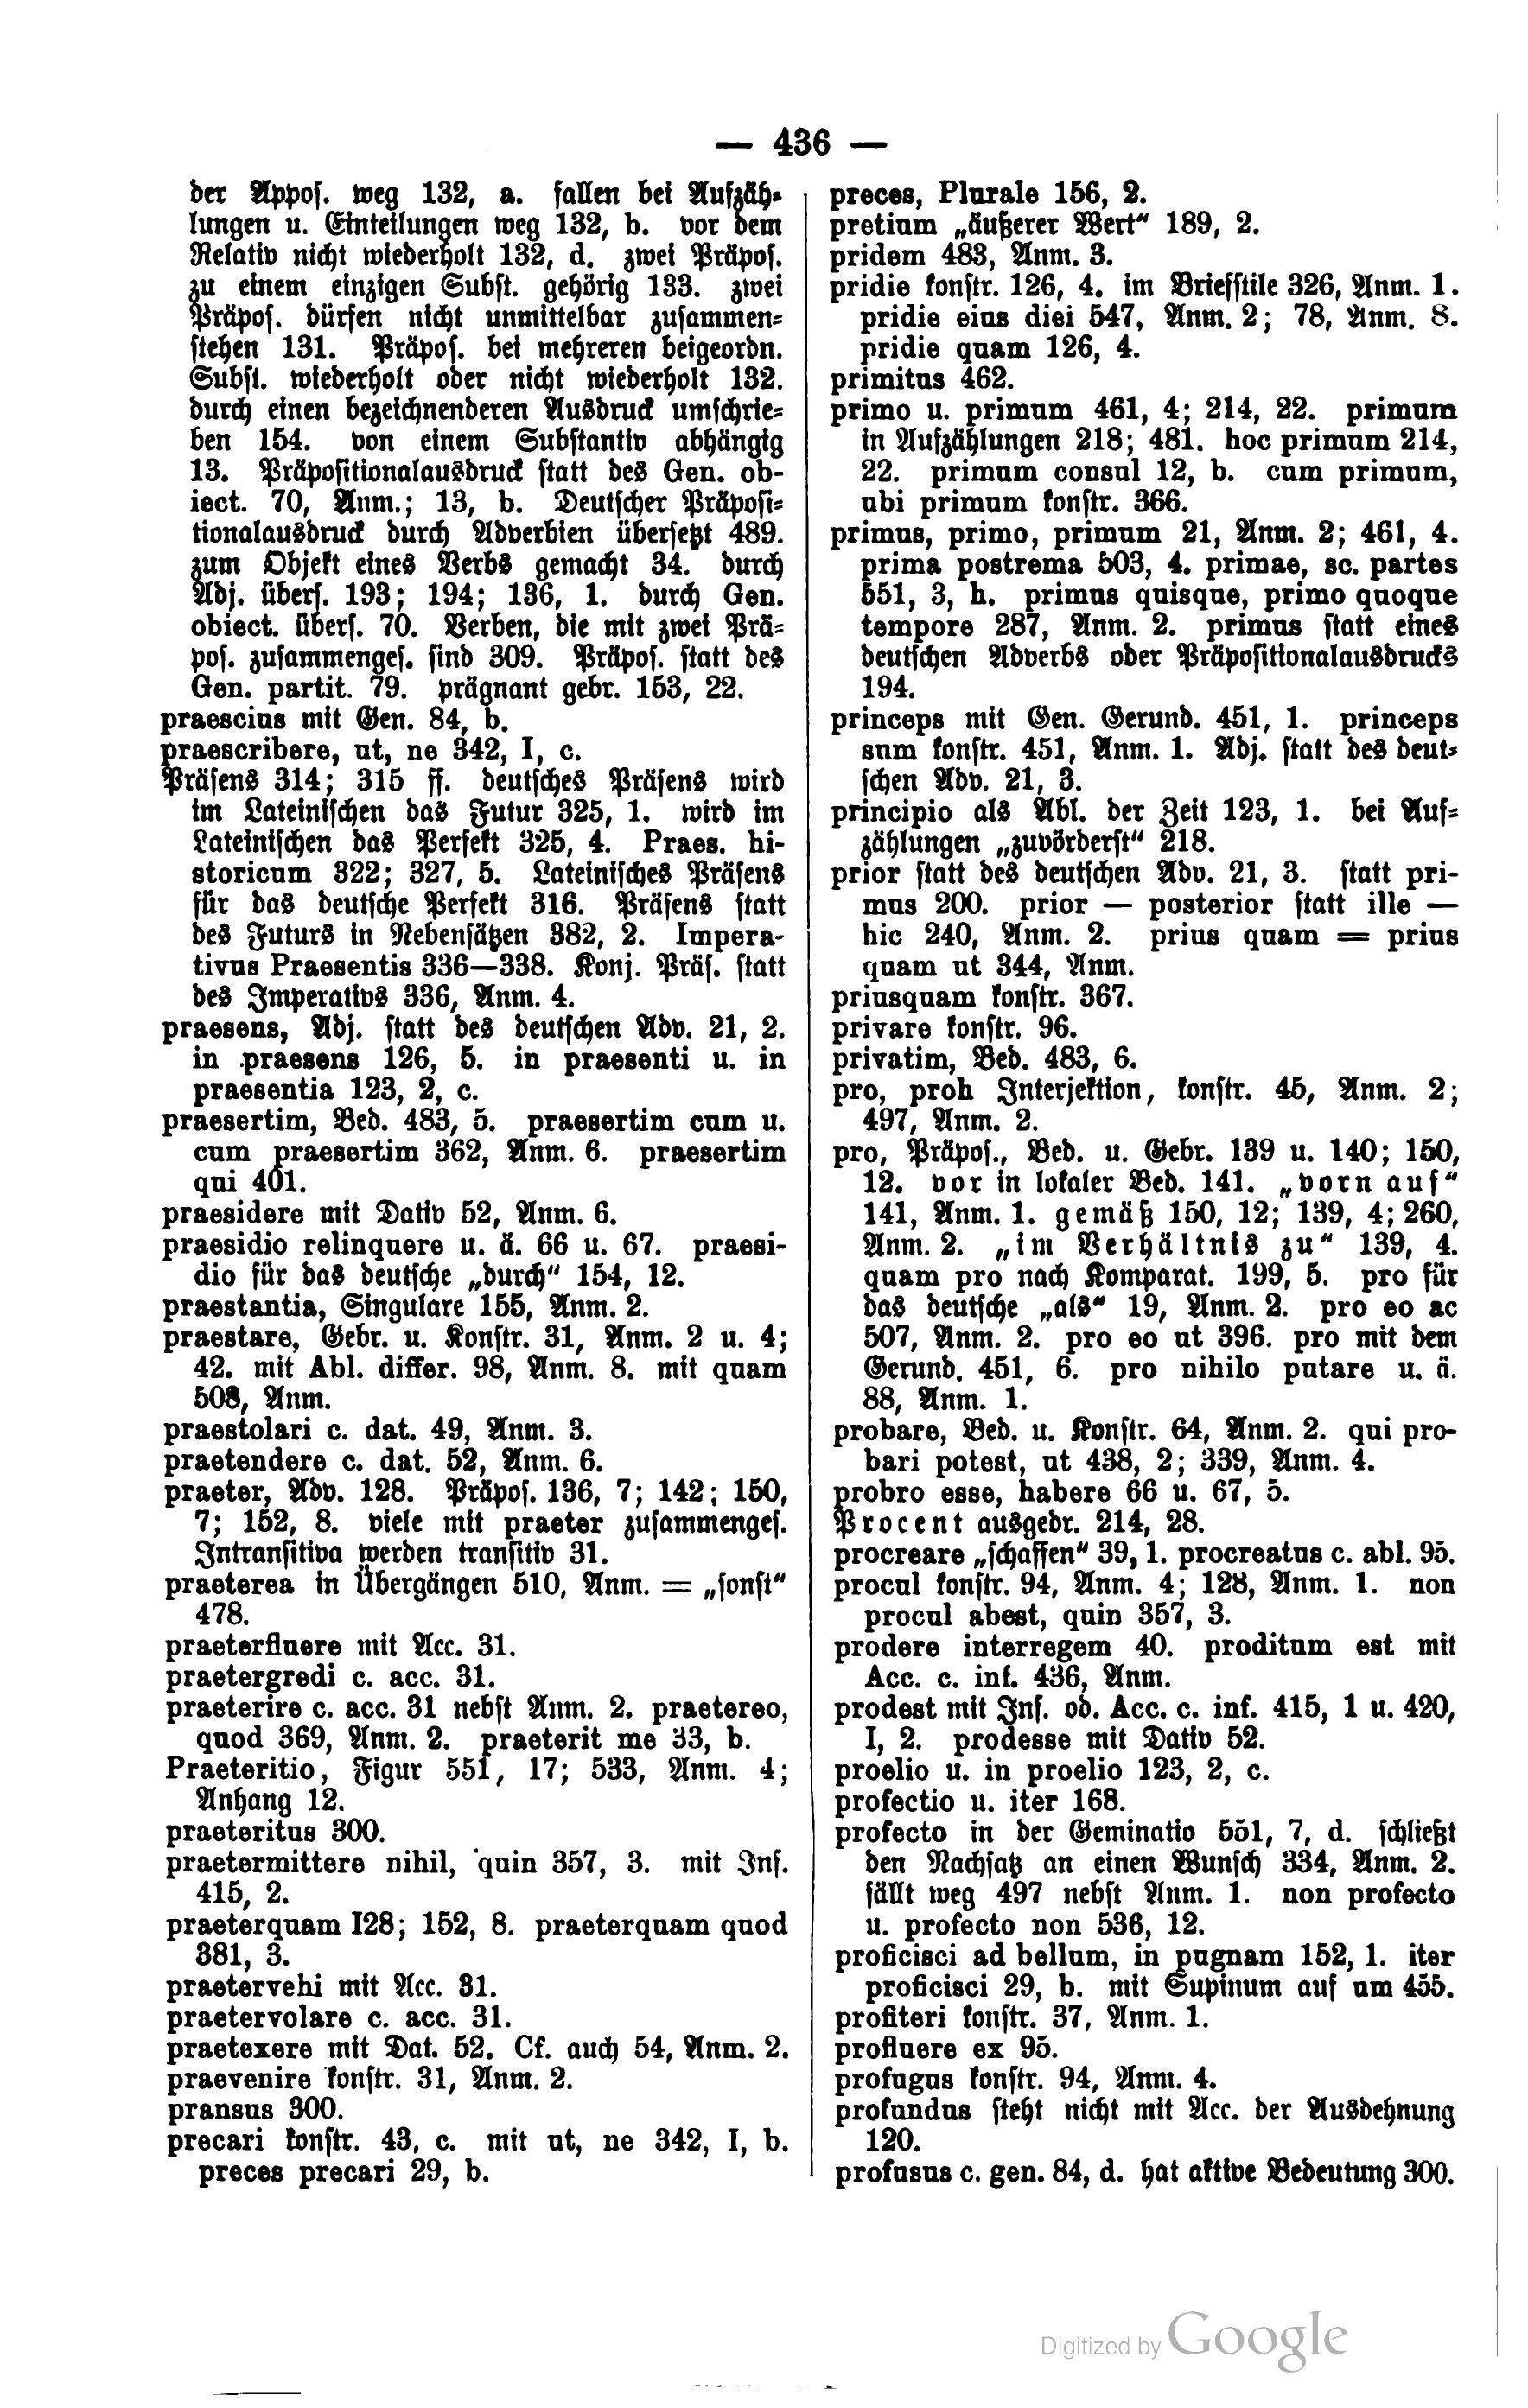 — 436 —
der Appos. weg 132, a. fallen bei Aufzäh-
lungen u. Einteilungen weg 132, b. vor dem
Relativ nicht wiederholt 132, d. zwei Präpos.
zu einem einzigen Subst. gehörig 133. zwei
Präpos. dürfen nicht unmittelbar zusammen-
stehen 131. Präpos. bei mehreren beigeordn.
Subst. wiederholt oder nicht wiederholt 132.
durch einen bezeichnenderen Ausdruck umschrie-
ben 154. von einem Substantiv abhängig
13. Präpositionalausdruck statt des Gen. ob-
iect. 70, Anm.; 13, b. Deutscher Präposi-
tionalausdruck durch Adverbien übersetzt 489.
zum Objekt eines Verbs gemacht 34. durch
Adj. übers. 193; 194; 136, 1. durch Gen.
obiect. übers. 70. Verben, die mit zwei Prä-
pos. zusammenges. sind 309. Präpos. statt des
Gen. partit. 79. prägnant gebr. 153, 22.
praescius mit Gen. 84, b.
praescribere, ut, ne 342, I, c.
Präsens 314; 315 ff. deutsches Präsens wird
im Lateinischen das Futur 325, 1. wird im
Lateinischen das Perfekt 325, 4. Praes. hi-
storicum 322; 327, 5. Lateinisches Präsens
für das deutsche Perfekt 316. Präsens statt
des Futurs in Nebensätzen 382, 2. Impera-
tivus Praesentis 336—338. Konj. Präs. statt
des Imperativs 336, Anm. 4.
praesens, Adj. statt des deutschen Adv. 21, 2.
in praesens 126, 5. in praesenti u. in
praesentia 123, 2, c.
praesertim, Bed. 483, 5. praesertim cum u.
cum praesertim 362, Anm. 6. praesertim
qui 401.
praesidere mit Dativ 52, Anm. 6.
praesidio relinquere u. ä. 66 u. 67. praesi-
dio für das deutsche „durch“ 154, 12.
praestantia, Singulare 155, Anm. 2.
praestare, Gebr. u. Konstr. 31, Anm. 2 u. 4;
42. mit Abl. differ. 98, Anm. 8. mit quam
508, Anm.
praestolari c. dat. 49, Anm. 3.
praetendere c. dat. 52, Anm. 6.
praeter, Adv. 128. Präpos. 136, 7; 142; 150,
7; 152, 8. viele mit praeter zusammenges.
Intransitiva werden transitiv 31.
praeterea in Übergängen 510, Anm. = „sonst“
478.
praeterfluere mit Acc. 31.
praetergredi c. acc. 31.
praeterire c. acc. 31 nebst Anm. 2. praetereo,
quod 369, Anm. 2. praeterit me 33, b.
Praeteritio, Figur 551, 17; 533, Anm. 4;
Anhang 12.
praeteritus 300.
praetermittere nihil, quin 357, 3. mit Inf.
415, 2.
praeterquam 128; 152, 8. praeterquam quod
381, 3.
praetervehi mit Acc. 31.
praetervolare c. acc. 31.
praetexere mit Dat. 52. Cf. auch 54, Anm. 2.
praevenire konstr. 31, Anm. 2.
pransus 300.
precari konstr. 43, c. mit ut, ne 342, I, b.
preces precari 29, b.
preces, Plurale 156, 2.
pretium „äußerer Wert“ 189, 2.
pridem 483, Anm. 3.
pridie konstr. 126, 4. im Briefstile 326, Anm. 1.
pridie eius diei 547, Anm. 2; 78, Anm. 8.
pridie quam 126, 4.
primitus 462.
primo u. primum 461, 4; 214, 22. primum
in Aufzählungen 218; 481. hoc primum 214,
22. primum consul 12, b. cum primum,
ubi primum konstr. 366.
primus, primo, primum 21, Anm. 2; 461, 4.
prima postrema 503, 4. primae, sc. partes
551, 3, h. primus quisque, primo quoque
tempore 287, Anm. 2. primus statt eines
deutschen Adverbs oder Präpositionalausdrucks
194.
princeps mit Gen. Gerund. 451, 1. princeps
sum konstr. 451, Anm. 1. Adj. statt des deut-
schen Adv. 21, 3.
principio als Abl. der Zeit 123, 1. bei Auf-
zählungen „zuvörderst“ 218.
prior statt des deutschen Adv. 21, 3. statt pri-
mus 200. prior — posterior statt ille —
hic 240, Anm. 2. prius quam = prius
quam ut 344, Anm.
priusquam konstr. 367.
privare konstr. 96.
privatim, Bed. 483, 6.
pro, proh Interjektion, konstr. 45, Anm. 2;
497, Anm. 2.
pro, Präpos., Bed. u. Gebr. 139 u. 140; 150,
12. vor in lokaler Bed. 141. „vorn auf“
141, Anm. 1. gemäß 150, 12; 139, 4; 260,
Anm. 2. „im Verhältnis zu“ 139, 4.
quam pro nach Komparat. 199, 5. pro für
das deutsche „als“ 19, Anm. 2. pro eo ac
507, Anm. 2. pro eo ut 396. pro mit dem
Gerund. 451, 6. pro nihilo putare u. ä.
88, Anm. 1.
probare, Bed. u. Konstr. 64, Anm. 2. qui pro-
bari potest, ut 438, 2; 339, Anm. 4.
probro esse, habere 66 u. 67, 5.
Procent ausgedr. 214, 28.
procreare „schaffen“ 39, 1. procreatus c. abl. 95.
procul konstr. 94, Anm. 4; 128, Anm. 1. non
procul abest, quin 357, 3.
prodere interregem 40. proditum est mit
Acc. c. inf. 436, Anm.
prodest mit Inf. od. Acc. c. inf. 415, 1 u. 420,
I, 2. prodesse mit Dativ 52.
proelio u. in proelio 123, 2, c.
profectio u. iter 168.
profecto in der Geminatio 551, 7, d. schließt
den Nachsatz an einen Wunsch 334, Anm. 2.
fällt weg 497 nebst Anm. 1. non profecto
u. profecto non 536, 12.
proficisci ad bellum, in pugnam 152, 1. iter
proficisci 29, b. mit Supinum auf um 455.
profiteri konstr. 37, Anm. 1.
profluere ex 95.
profugus konstr. 94, Anm. 4.
profundus steht nicht mit Acc. der Ausdehnung
120.
profusus c. gen. 84, d. hat aktive Bedeutung 300.
Digitized by Google